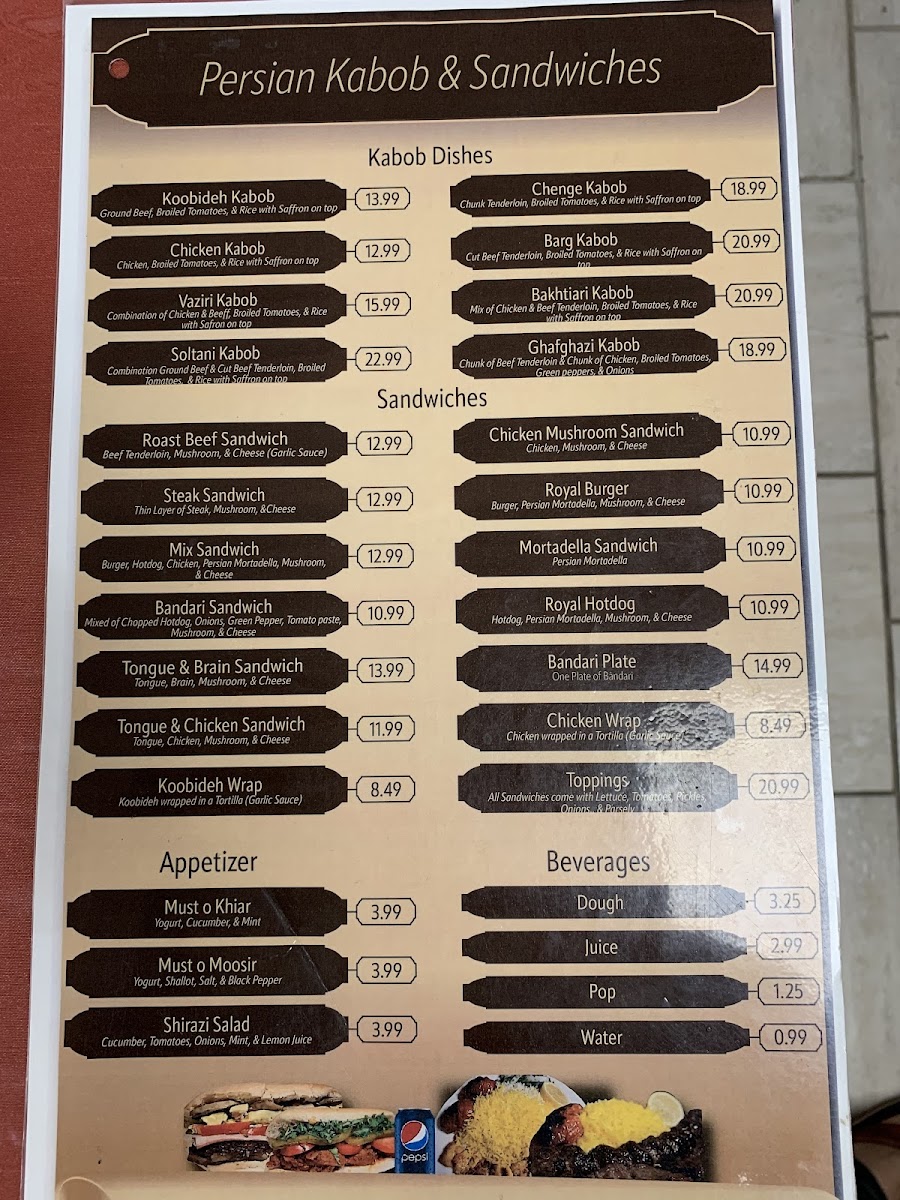 Persian Kabob & Sandwiches
Kabob Dishes
Koobideh Kabob 13.99
Ground Beef, Broiled Tomatoes, & Rice with Saffron on top
Chicken Kabob 12.99
Chicken, Broiled Tomatoes, & Rice with Saffron on top
Vaziri Kabob 15.99
Combination of Chicken & Beeff, Broiled Tomatoes, & Rice
with Safron on top
Soltani Kabob 22.99
Combination Ground Beef & Cut Beef Tenderloin, Broiled
Tomatoes, & Rice with Saffron on top
Chenge Kabob 18.99
Chunk Tenderloin, Broiled Tomatoes, & Rice with Saffron on top
Barg Kabob 20.99
Cut Beef Tenderloin, Broiled Tomatoes, & Rice with Saffron on
top
Bakhtiari Kabob 20.99
Mix of Chicken & Beef Tenderloin, Broiled Tomatoes, & Rice
with Saffron on top
Ghafghazi Kabob 18.99
Chunk of Beef Tenderloin & Chunk of Chicken, Broiled Tomatoes,
Green peppers, & Onions
Sandwiches
Roast Beef Sandwich 12.99
Beef Tenderloin, Mushroom, & Cheese (Garlic Sauce)
Steak Sandwich 12.99
Thin Layer of Steak, Mushroom, &Cheese
Mix Sandwich 12.99
Burger, Hotdog, Chicken, Persian Mortadella, Mushroom,
& Cheese
Bandari Sandwich 10.99
Mixed of Chopped Hotdog, Onions, Green Pepper, Tomato paste,
Mushroom, & Cheese
Tongue & Brain Sandwich 13.99
Tongue, Brain, Mushroom, & Cheese
Tongue & Chicken Sandwich 11.99
Tongue, Chicken, Mushroom, & Cheese
Koobideh Wrap 8.49
Koobideh wrapped in a Tortilla (Garlic Sauce)
Chicken Mushroom Sandwich 10.99
Chicken, Mushroom, & Cheese
Royal Burger 10.99
Burger, Persian Mortadella, Mushroom, & Cheese
Mortadella Sandwich 10.99
Persian Mortadella
Royal Hotdog 10.99
Hotdog, Persian Mortadella, Mushroom, & Cheese
Bandari Plate 14.99
One Plate of Bandari
Chicken Wrap 8.49
Chicken wrapped in a Tortilla (Garlic Sauce)
Toppings 20.99
All Sandwiches come with Lettuce, Tomatoes, Pickles,
Onions, & Parsely
Appetizer
Must o Khiar 3.99
Yogurt, Cucumber, & Mint
Must o Moosir 3.99
Yogurt, Shallot, Salt, & Black Pepper
Shirazi Salad 3.99
Cucumber, Tomatoes, Onions, Mint, & Lemon Juice
Beverages
Dough 3.25
Juice 2.99
Pop 1.25
Water 0.99
pepsi